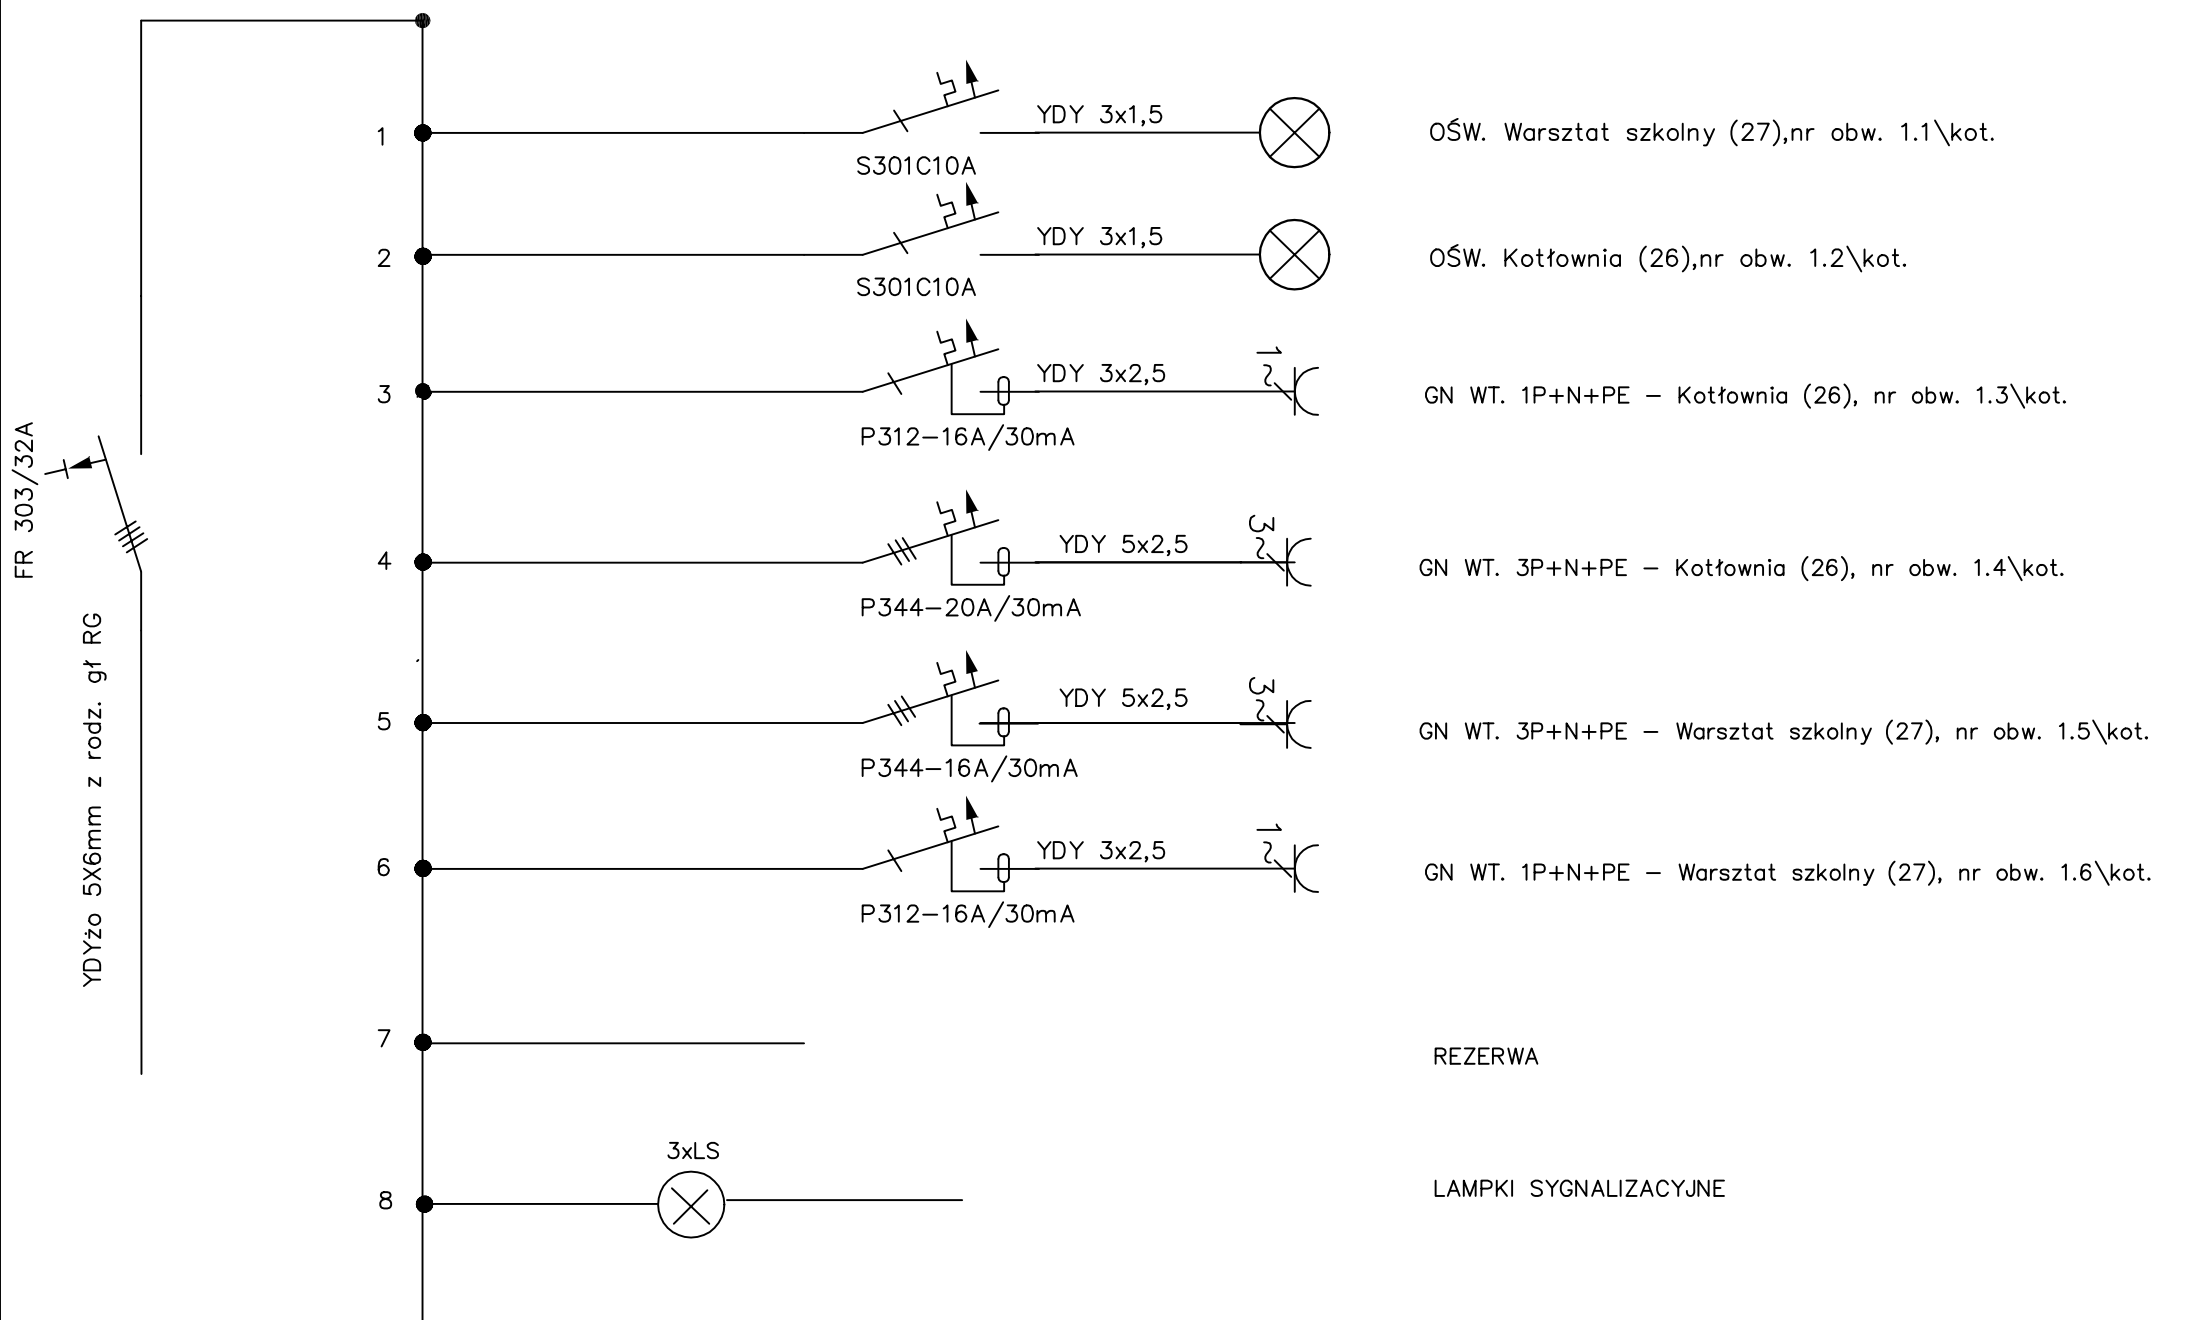 1
YDY 3x1,5
S301C10A
OŚW. Warsztat szkolny (27),nr obw. 1.1\kot.
2
YDY 3x1,5
S301C10A
OŚW. Kotłownia (26),nr obw. 1.2\kot.
3
YDY 3x2,5
1~
P312-16A/30mA
GN WT. 1P+N+PE - Kotłownia (26), nr obw. 1.3\kot.
FR 303/32A
4
YDY 5x2,5
3~
P344-20A/30mA
GN WT. 3P+N+PE - Kotłownia (26), nr obw. 1.4\kot.
YDYżo 5X6mm z rodz. gł RG
5
YDY 5x2,5
3~
P344-16A/30mA
GN WT. 3P+N+PE - Warsztat szkolny (27), nr obw. 1.5\kot.
6
YDY 3x2,5
1~
P312-16A/30mA
GN WT. 1P+N+PE - Warsztat szkolny (27), nr obw. 1.6\kot.
7
REZERWA
8
3xLS
LAMPKI SYGNALIZACYJNE